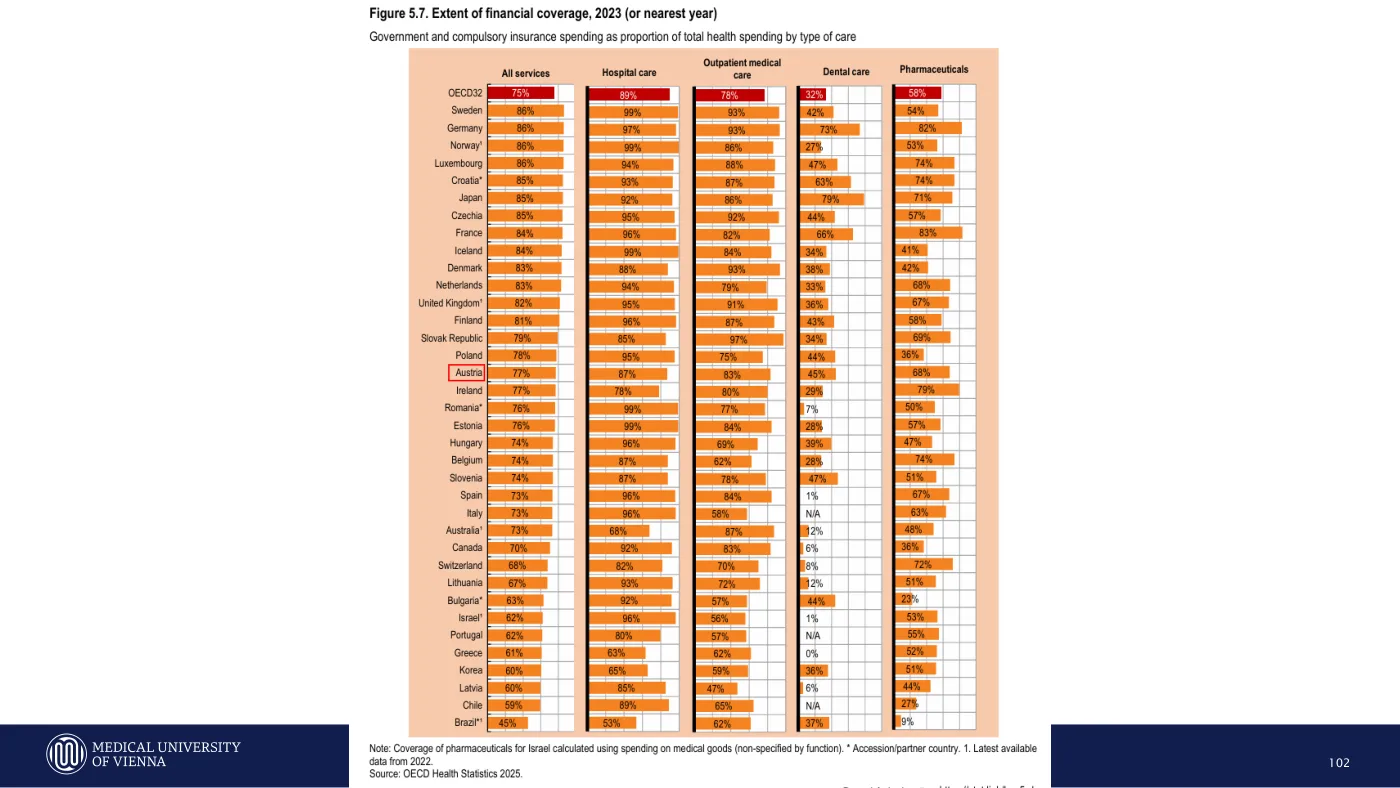 Figure 5.7. Extent of financial coverage, 2023 (or nearest year)
Government and compulsory insurance spending as proportion of total health spending by type of care
All services Hospital care Outpatient medical care Dental care Pharmaceuticals
OECD32 75% 89% 78% 32% 58%
Sweden 86% 99% 93% 42% 54%
Germany 86% 97% 93% 73% 82%
Norway¹ 86% 99% 86% 27% 53%
Luxembourg 86% 94% 88% 47% 74%
Croatia* 85% 93% 87% 63% 74%
Japan 85% 92% 86% 79% 71%
Czechia 85% 95% 92% 44% 57%
France 84% 96% 82% 66% 83%
Iceland 84% 99% 84% 34% 41%
Denmark 83% 88% 93% 38% 42%
Netherlands 83% 94% 79% 33% 68%
United Kingdom¹ 82% 95% 91% 36% 67%
Finland 81% 96% 87% 43% 58%
Slovak Republic 79% 85% 97% 34% 69%
Poland 78% 95% 75% 44% 36%
Austria 77% 87% 83% 45% 68%
Ireland 77% 78% 80% 29% 79%
Romania* 76% 99% 77% 7% 50%
Estonia 76% 99% 84% 28% 57%
Hungary 74% 96% 69% 39% 47%
Belgium 74% 87% 62% 28% 74%
Slovenia 74% 87% 78% 47% 51%
Spain 73% 96% 84% 1% 67%
Italy 73% 96% 58% N/A 63%
Australia¹ 73% 68% 87% 12% 48%
Canada 70% 92% 83% 6% 36%
Switzerland 68% 82% 70% 8% 72%
Lithuania 67% 93% 72% 12% 51%
Bulgaria* 63% 92% 57% 44% 23%
Israel¹ 62% 96% 56% 1% 53%
Portugal 62% 80% 57% N/A 55%
Greece 61% 63% 62% 0% 52%
Korea 60% 65% 59% 36% 51%
Latvia 60% 85% 47% 6% 44%
Chile 59% 89% 65% N/A 27%
Brazil*¹ 45% 53% 62% 37% 9%
Note: Coverage of pharmaceuticals for Israel calculated using spending on medical goods (non-specified by function). * Accession/partner country. 1. Latest available
data from 2022.
Source: OECD Health Statistics 2025.
MEDICAL UNIVERSITY
OF VIENNA
102